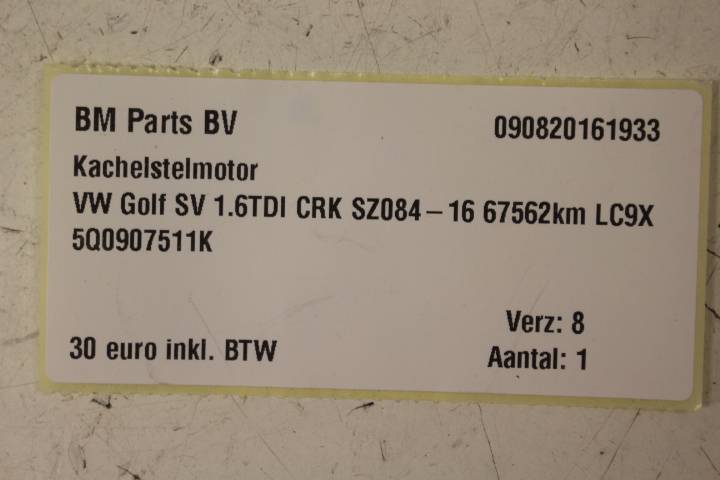 BM Parts BV 090820161933
Kachelstelmotor
VW Golf SV 1.6TDI CRK SZ084-16 67562km LC9X
5Q0907511K
Verz: 8
30 euro inkl. BTW Aantal: 1